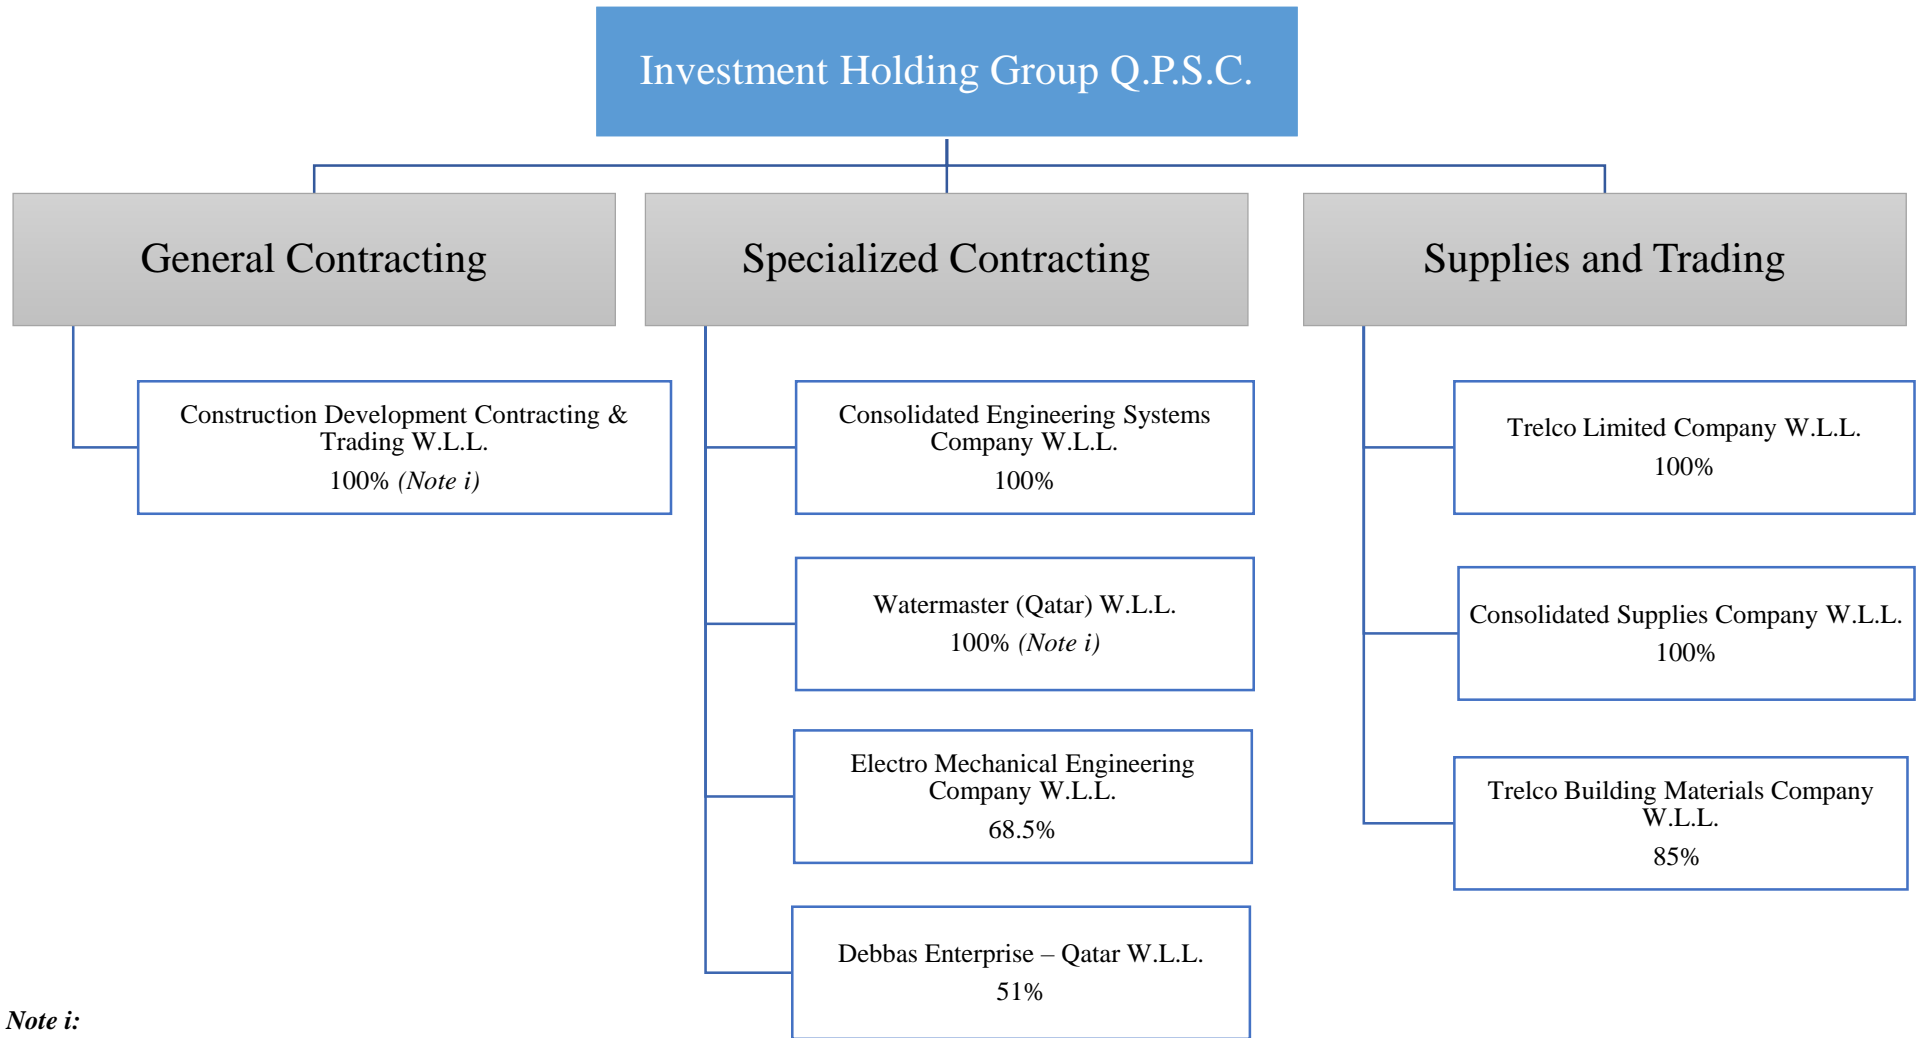 Investment Holding Group Q.P.S.C.
General Contracting
Construction Development Contracting &
Trading W.L.L.
100% (Note i)
Specialized Contracting
Consolidated Engineering Systems
Company W.L.L.
100%
Watermaster (Qatar) W.L.L.
100% (Note i)
Electro Mechanical Engineering
Company W.L.L.
68.5%
Debbas Enterprise – Qatar W.L.L.
51%
Supplies and Trading
Trelco Limited Company W.L.L.
100%
Consolidated Supplies Company W.L.L.
100%
Trelco Building Materials Company
W.L.L.
85%
Note i: